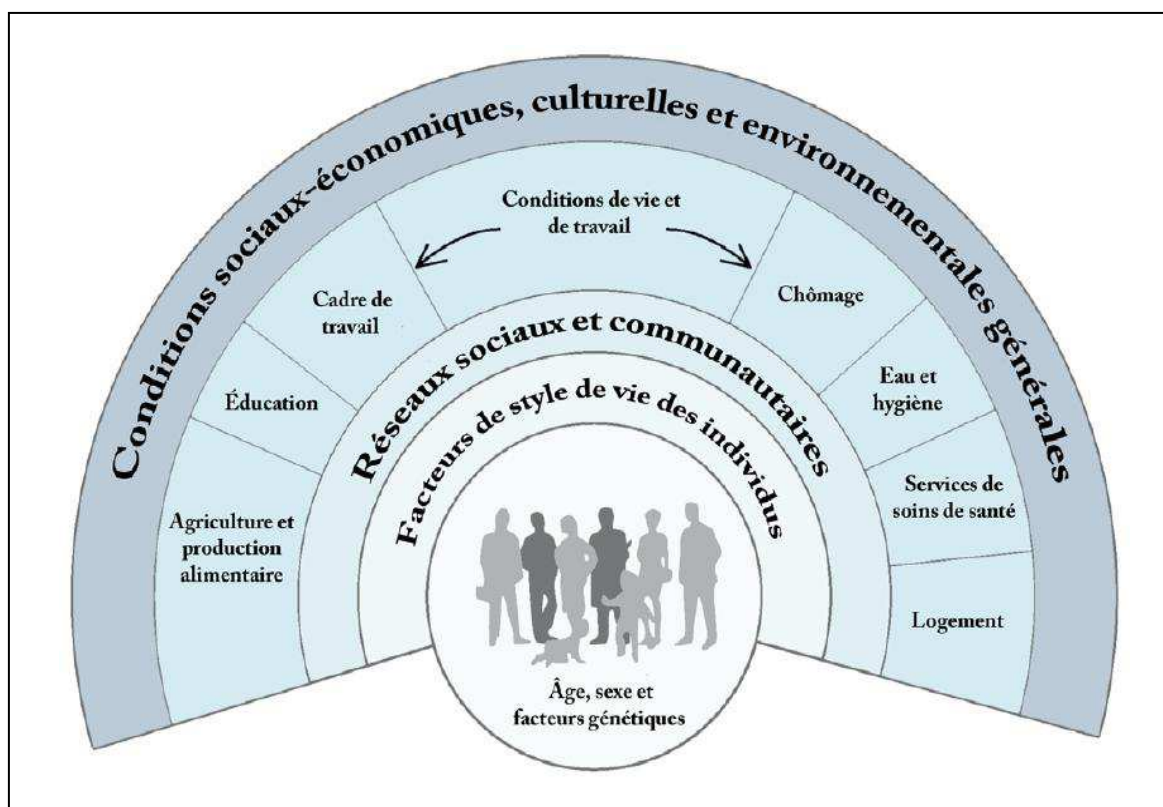 Conditions sociaux-économiques, culturelles et environnementales générales
Conditions de vie et
de travail
Cadre de
travail
Chômage
Éducation
Eau et
hygiène
Agriculture et
production
alimentaire
Services de
soins de santé
Logement
Réseaux sociaux et communautaires
Facteurs de style de vie des individus
Âge, sexe et
facteurs génétiques